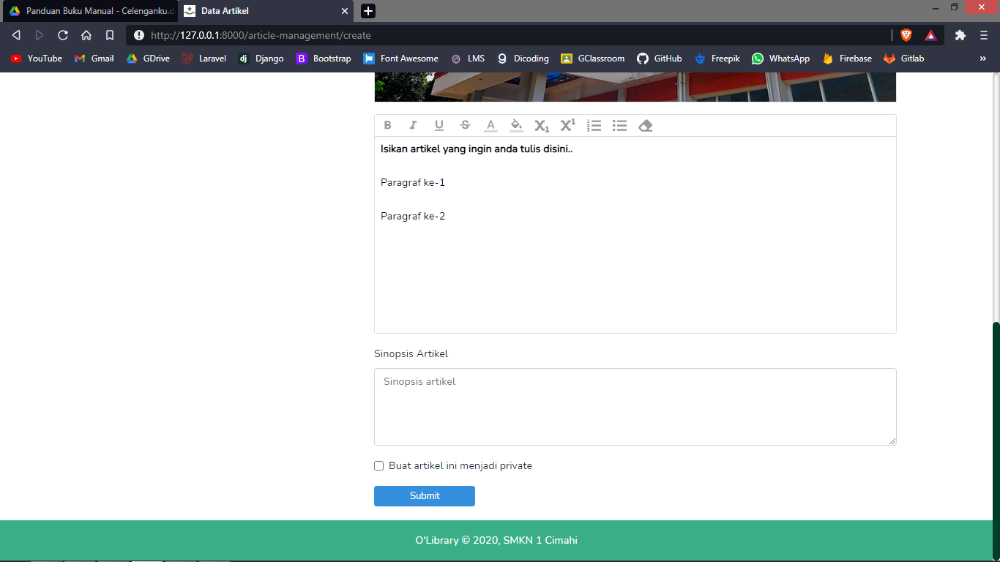 Panduan Buku Manual - Celenganku.d
Data Artikel
http://127.0.0.1:8000/article-management/create
YouTube Gmail GDrive Laravel dj Django B Bootstrap Font Awesome LMS Dicoding GClassroom GitHub Freepik WhatsApp Firebase Gitlab »
B I U S A X1 X1
Isikan artikel yang ingin anda tulis disini..
Paragraf ke-1
Paragraf ke-2
Sinopsis Artikel
Sinopsis artikel
Buat artikel ini menjadi private
Submit
O'Library © 2020, SMKN 1 Cimahi